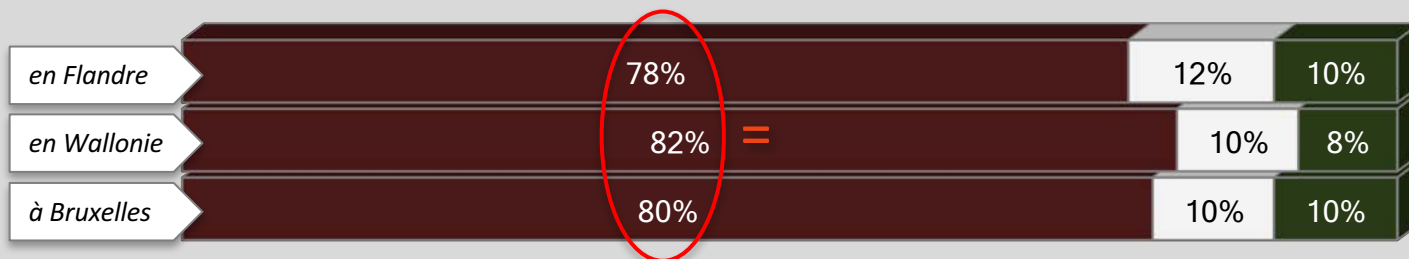 en Flandre 78% 12% 10%
en Wallonie 82% = 10% 8%
à Bruxelles 80% 10% 10%